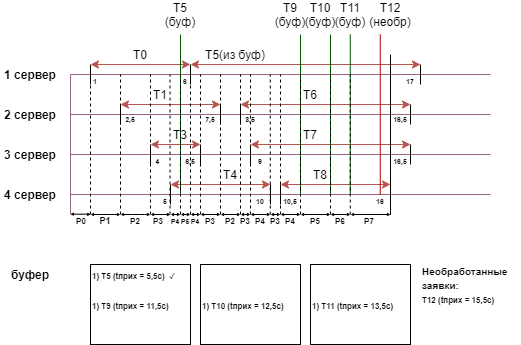 T5 T9 T10 T11 T12
(буф) (буф) (буф) (буф) (необр)
T0 T5(из буф)
1 сервер 1 6 17
T1 T6
2 сервер 2,5 7,5 8,5 16,5
T3 T7
3 сервер 4 6,5 9 16,5
T4 T8
4 сервер 5 10 10,5 16
P0 P1 P2 P3 P4 P5 P4 P3 P2 P3 P4 P3 P4 P5 P6 P7
буфер
1) T5 (tприх = 5,5с) ✓
1) T9 (tприх = 11,5с)
1) T10 (tприх = 12,5с)
1) T11 (tприх = 13,5с)
Необработанные
заявки:
T12 (tприх = 15,5с)